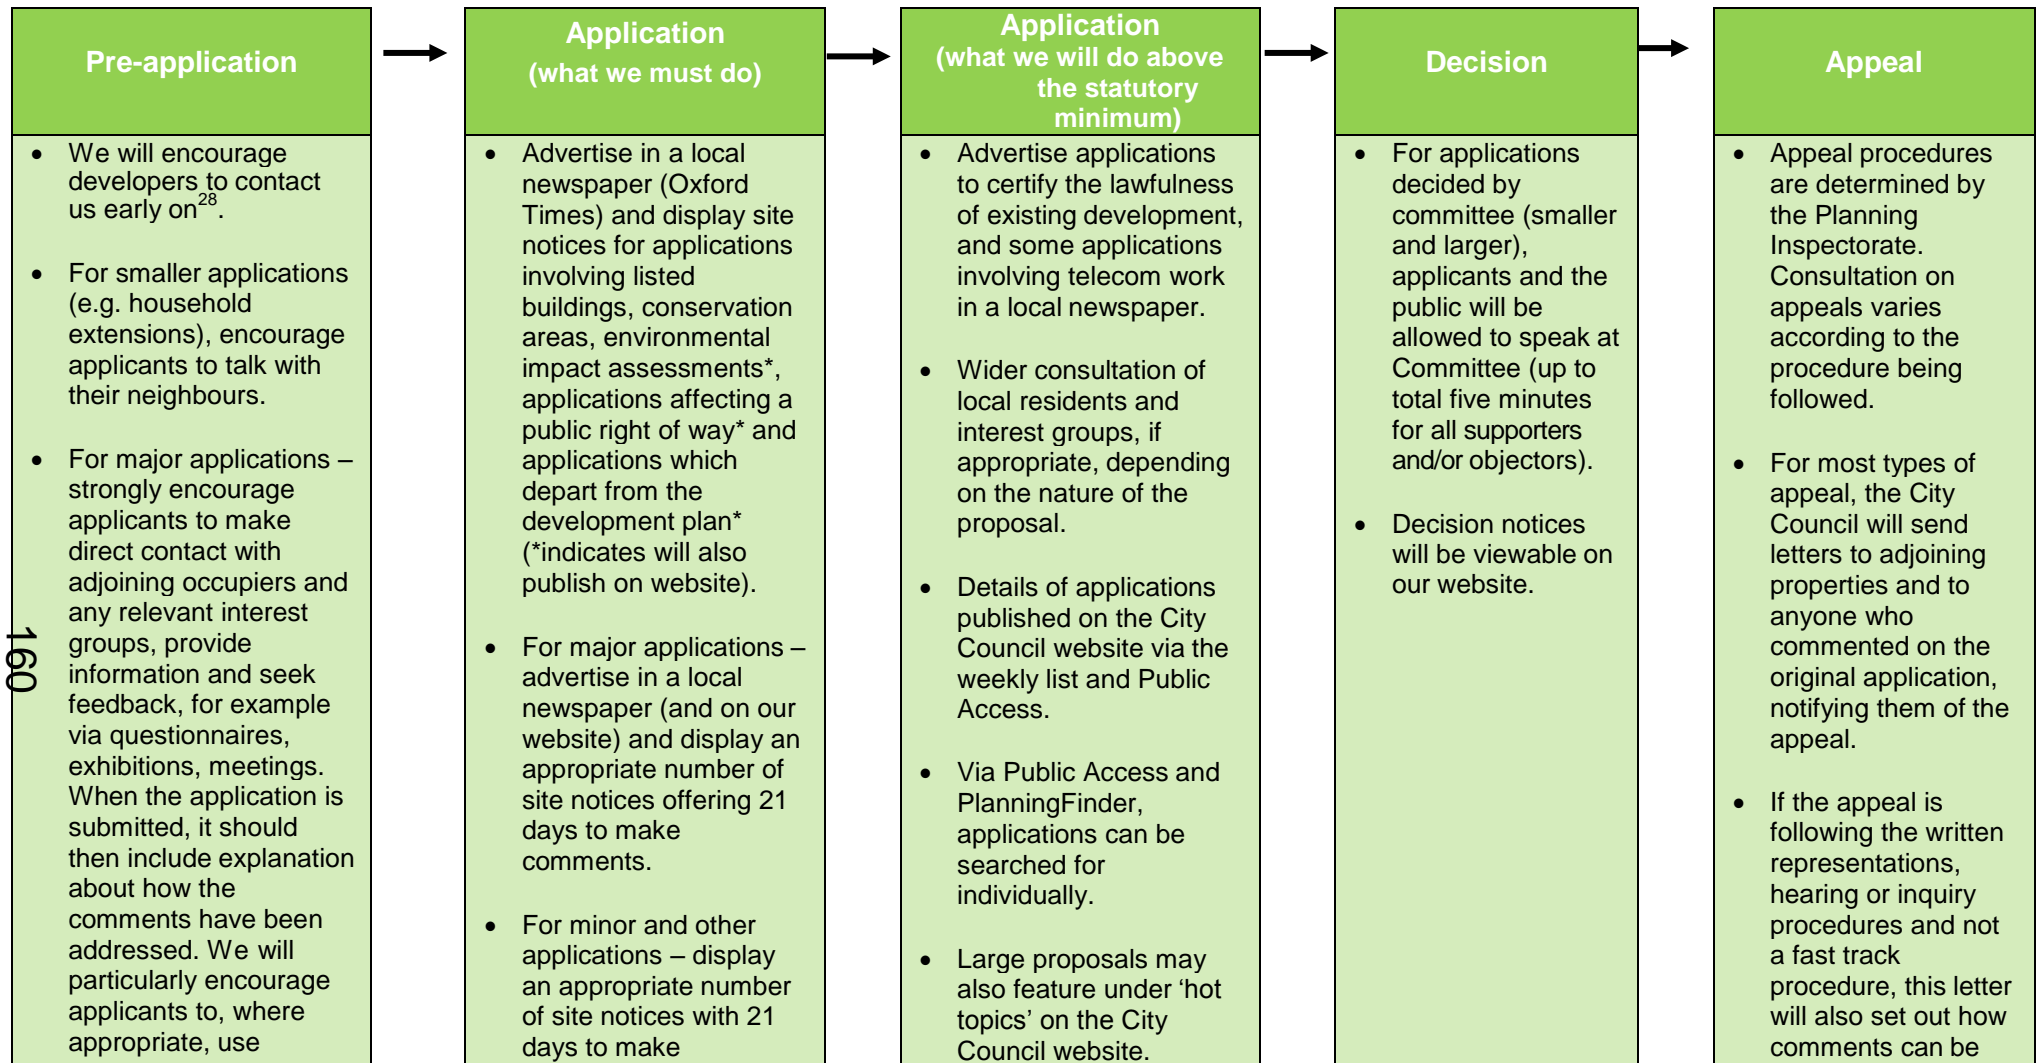 Pre-application
• We will encourage
developers to contact
us early on28.
• For smaller applications
(e.g. household
extensions), encourage
applicants to talk with
their neighbours.
• For major applications –
strongly encourage
applicants to make
direct contact with
adjoining occupiers and
any relevant interest
groups, provide
information and seek
feedback, for example
via questionnaires,
exhibitions, meetings.
When the application is
submitted, it should
then include explanation
about how the
comments have been
addressed. We will
particularly encourage
applicants to, where
appropriate, use
160
Application
(what we must do)
• Advertise in a local
newspaper (Oxford
Times) and display site
notices for applications
involving listed
buildings, conservation
areas, environmental
impact assessments*,
applications affecting a
public right of way* and
applications which
depart from the
development plan*
(*indicates will also
publish on website).
• For major applications –
advertise in a local
newspaper (and on our
website) and display an
appropriate number of
site notices offering 21
days to make
comments.
• For minor and other
applications – display
an appropriate number
of site notices with 21
days to make
Application
(what we will do above
the statutory
minimum)
• Advertise applications
to certify the lawfulness
of existing development,
and some applications
involving telecom work
in a local newspaper.
• Wider consultation of
local residents and
interest groups, if
appropriate, depending
on the nature of the
proposal.
• Details of applications
published on the City
Council website via the
weekly list and Public
Access.
• Via Public Access and
PlanningFinder,
applications can be
searched for
individually.
• Large proposals may
also feature under ‘hot
topics’ on the City
Council website.
Decision
• For applications
decided by
committee (smaller
and larger),
applicants and the
public will be
allowed to speak at
Committee (up to
total five minutes
for all supporters
and/or objectors).
• Decision notices
will be viewable on
our website.
Appeal
• Appeal procedures
are determined by
the Planning
Inspectorate.
Consultation on
appeals varies
according to the
procedure being
followed.
• For most types of
appeal, the City
Council will send
letters to adjoining
properties and to
anyone who
commented on the
original application,
notifying them of the
appeal.
• If the appeal is
following the written
representations,
hearing or inquiry
procedures and not
a fast track
procedure, this letter
will also set out how
comments can be